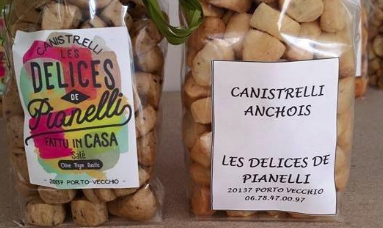 CANISTRELLI
LES
DELICES
DE
Pianelli
FATTU IN CASA
20137 PORTO-VECCHIO
CANISTRELLI
ANCHOIS
LES DELICES DE
PIANELLI
20137 PORTO VECCHIO
06.78.47.00.97